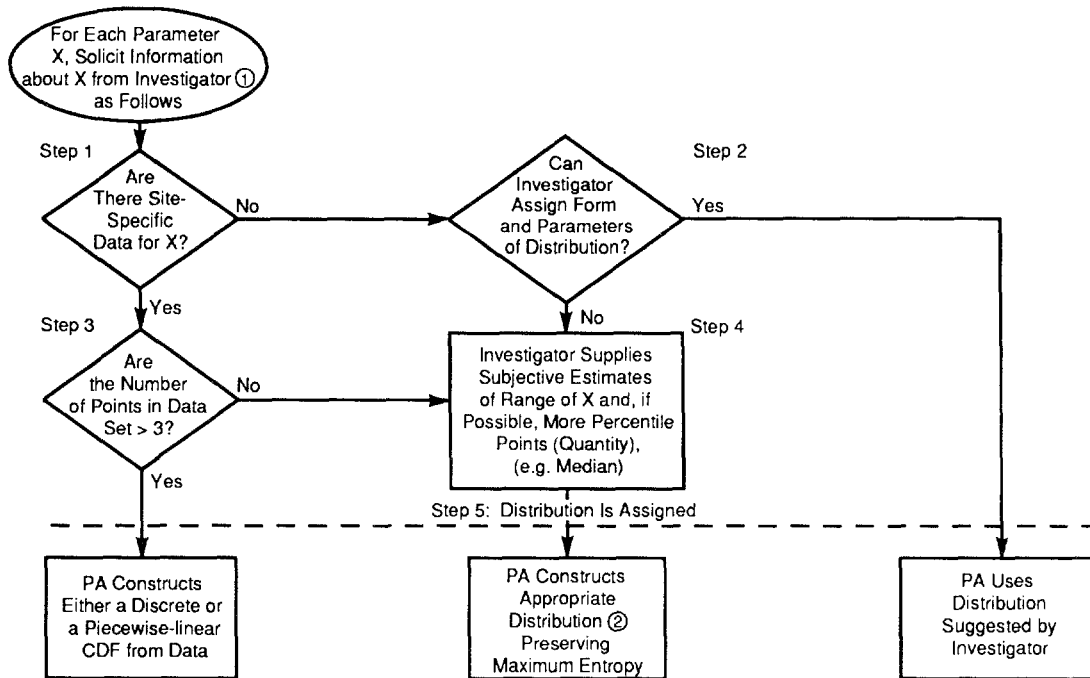 For Each Parameter
X, Solicit Information
about X from Investigator ①
as Follows
Step 1
Are
There Site-
Specific
Data for X?
No
Yes
Step 2
Can
Investigator
Assign Form
and Parameters
of Distribution?
Yes
No
Step 3
Are
the Number
of Points in Data
Set > 3?
No
Yes
Step 4
Investigator Supplies
Subjective Estimates
of Range of X and, if
Possible, More Percentile
Points (Quantity),
(e.g. Median)
Step 5: Distribution Is Assigned
PA Constructs
Either a Discrete or
a Piecewise-linear
CDF from Data
PA Constructs
Appropriate
Distribution ②
Preserving
Maximum Entropy
PA Uses
Distribution
Suggested by
Investigator